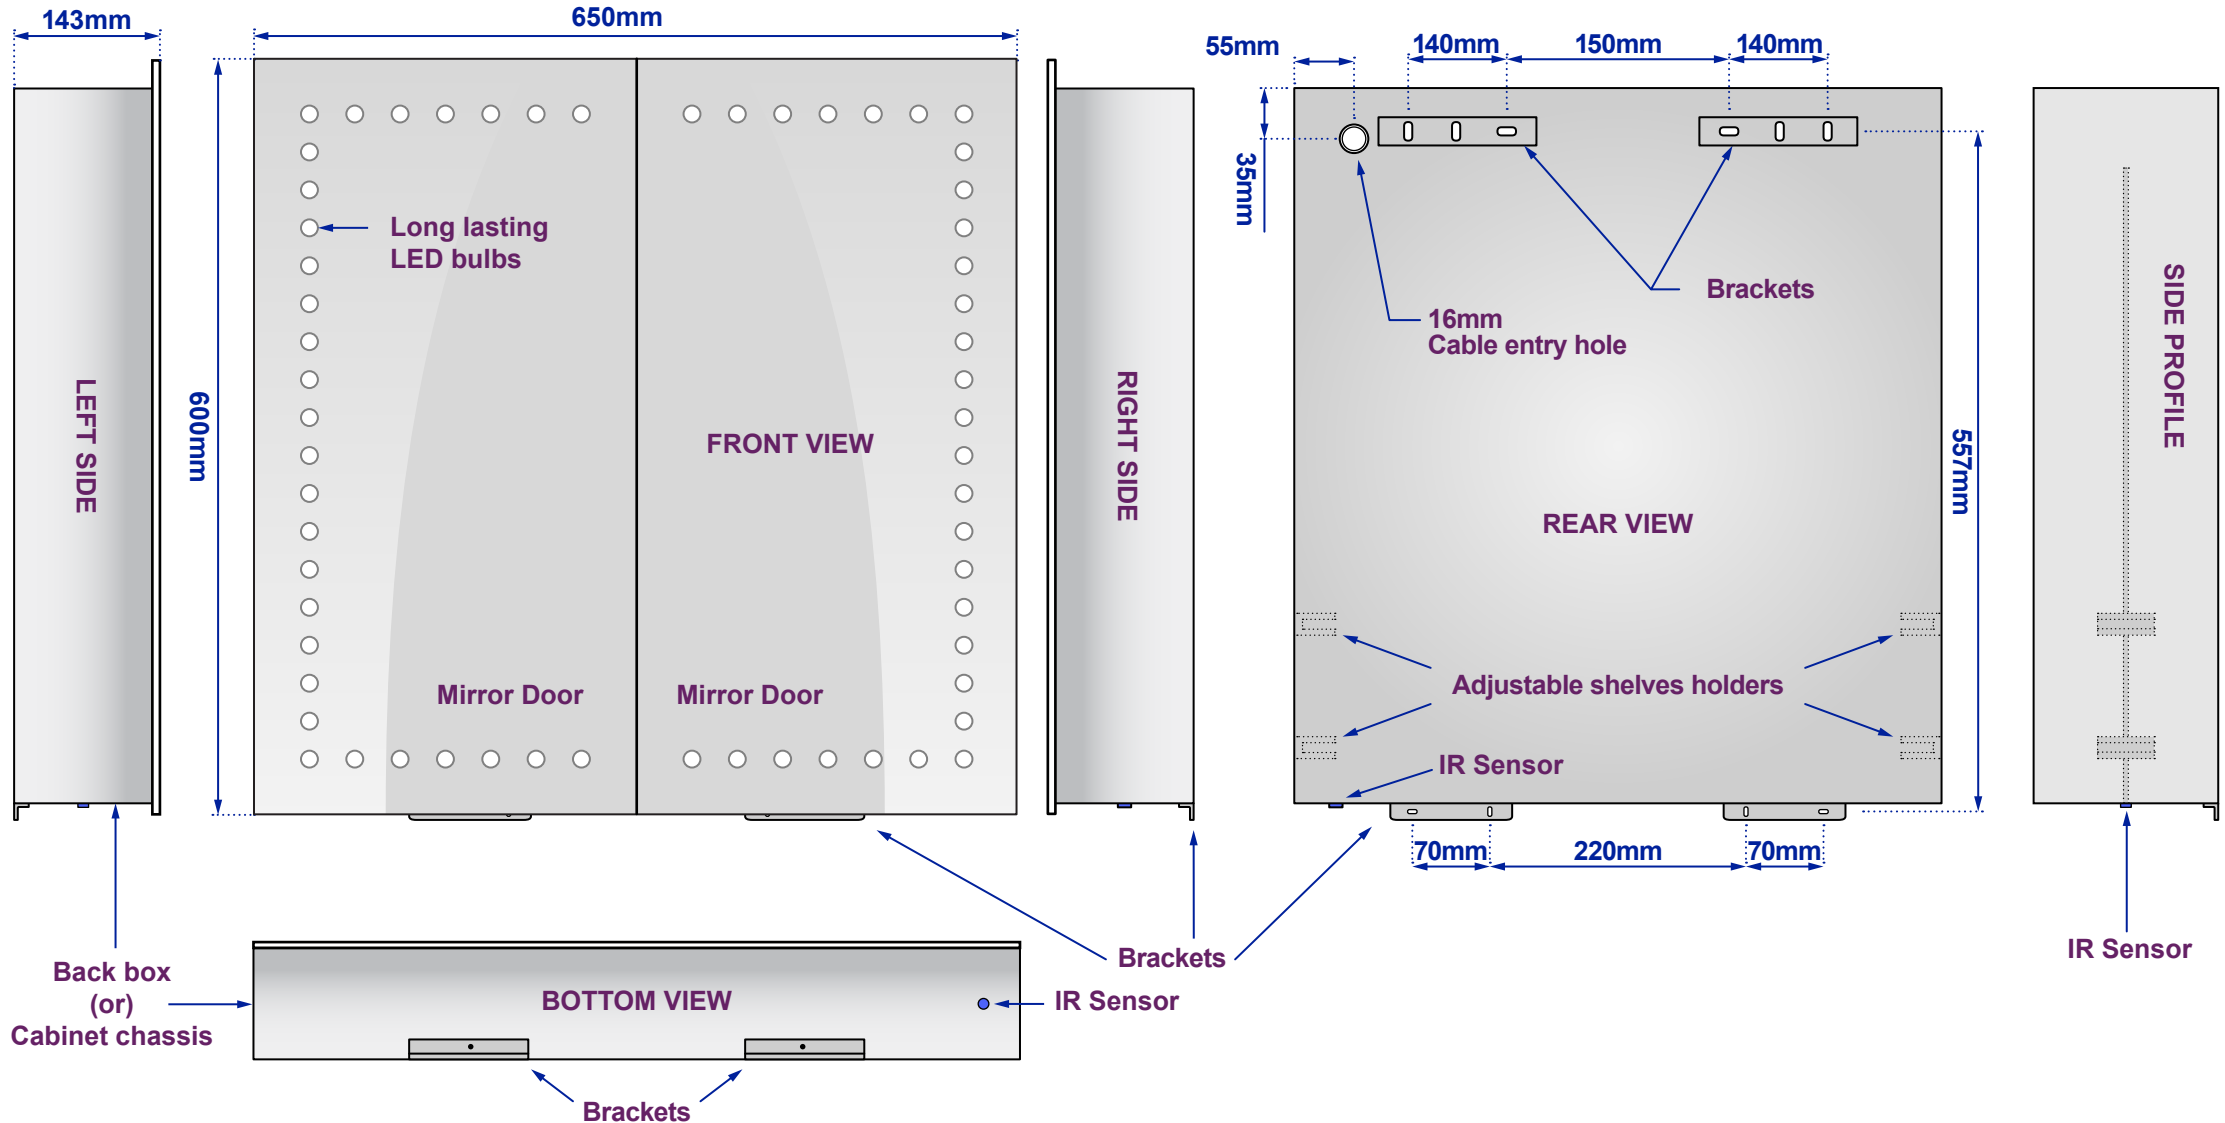 143mm
650mm
55mm
140mm
150mm
140mm
35mm
Long lasting
LED bulbs
Brackets
16mm
Cable entry hole
SIDE PROFILE
LEFT SIDE
600mm
FRONT VIEW
RIGHT SIDE
557mm
REAR VIEW
Mirror Door
Mirror Door
Adjustable shelves holders
IR Sensor
70mm
220mm
70mm
Back box
(or)
Cabinet chassis
BOTTOM VIEW
Brackets
IR Sensor
IR Sensor
Brackets